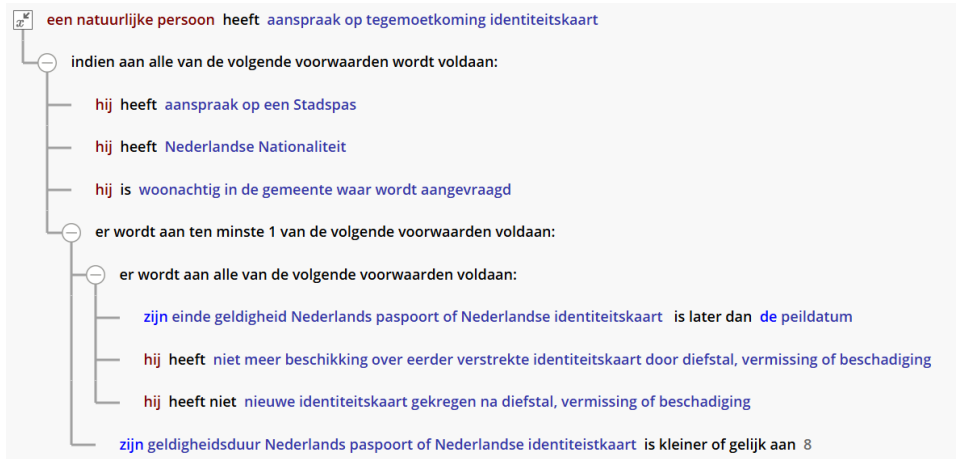 een natuurlijke persoon heeft aanspraak op tegemoetkoming identiteitskaart
indien aan alle van de volgende voorwaarden wordt voldaan:
hij heeft aanspraak op een Stadspas
hij heeft Nederlandse Nationaliteit
hij is woonachtig in de gemeente waar wordt aangevraagd
er wordt aan ten minste 1 van de volgende voorwaarden voldaan:
er wordt aan alle van de volgende voorwaarden voldaan:
zijn einde geldigheid Nederlands paspoort of Nederlandse identiteitskaart is later dan de peildatum
hij heeft niet meer beschikking over eerder verstrekte identiteitskaart door diefstal, vermissing of beschadiging
hij heeft niet nieuwe identiteitskaart gekregen na diefstal, vermissing of beschadiging
zijn geldigheidsduur Nederlands paspoort of Nederlandse identiteistkaart is kleiner of gelijk aan 8